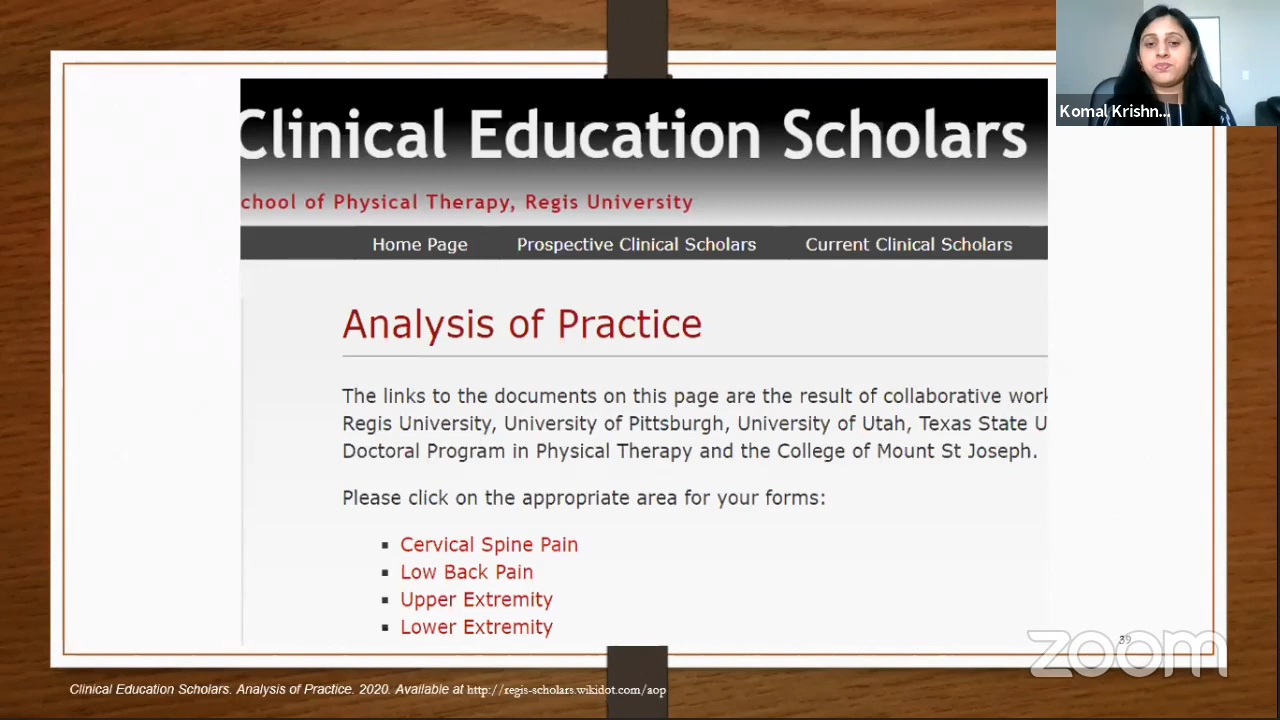 Komal Krishn...
Clinical Education Scholars
chool of Physical Therapy, Regis University
Home Page Prospective Clinical Scholars Current Clinical Scholars
Analysis of Practice
The links to the documents on this page are the result of collaborative work
Regis University, University of Pittsburgh, University of Utah, Texas State U
Doctoral Program in Physical Therapy and the College of Mount St Joseph.
Please click on the appropriate area for your forms:
▪ Cervical Spine Pain
▪ Low Back Pain
▪ Upper Extremity
▪ Lower Extremity
39
zoom
Clinical Education Scholars. Analysis of Practice. 2020. Available at http://regis-scholars.wikidot.com/aop